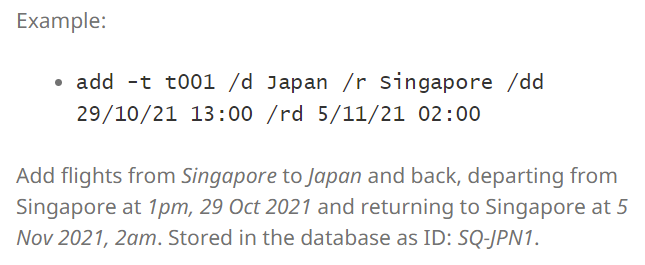 Example:
• add -t t001 /d Japan /r Singapore /dd
29/10/21 13:00 /rd 5/11/21 02:00
Add flights from Singapore to Japan and back, departing from
Singapore at 1pm, 29 Oct 2021 and returning to Singapore at 5
Nov 2021, 2am. Stored in the database as ID: SQ-JPN1.